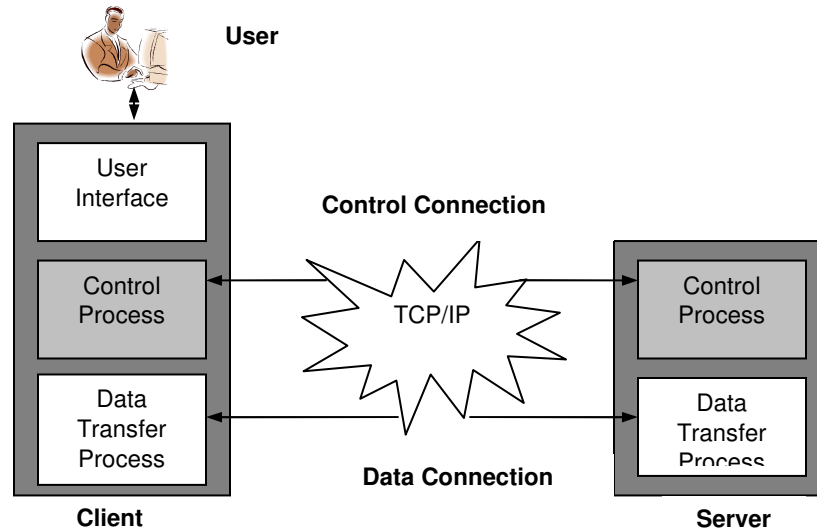 User
User
Interface
Control Connection
Control
Process
TCP/IP
Control
Process
Data
Transfer
Process
Data
Transfer
Process
Data Connection
Client
Server